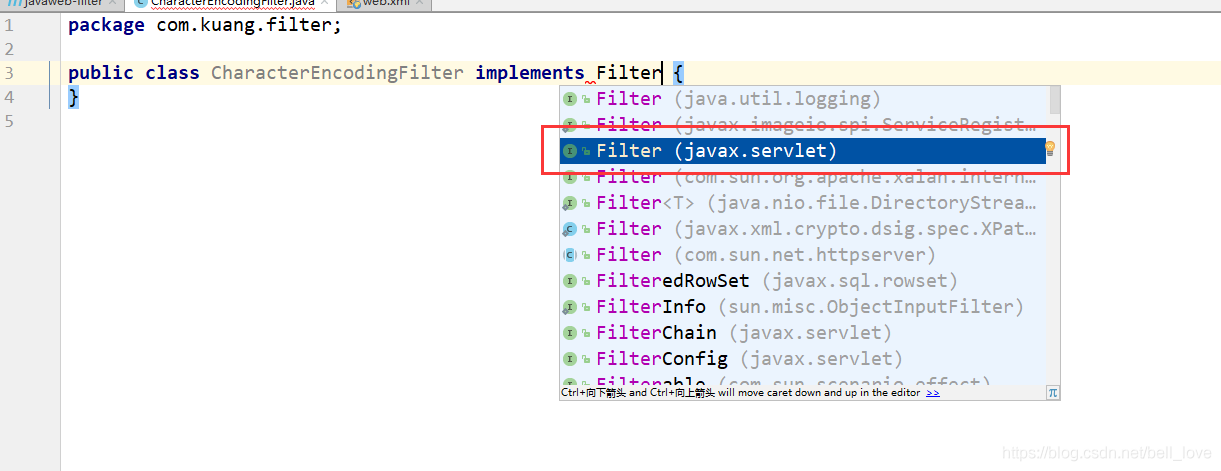 javaweb-filter
CharacterEncodingFilter.java
web.xml
1 package com.kuang.filter;
2
3 public class CharacterEncodingFilter implements Filter {
4 }
5
Filter (java.util.logging)
Filter (javax.imageio.spi.ServiceRegist…
Filter (javax.servlet)
Filter (com.sun.org.apache.xalan.intern…
Filter<T> (java.nio.file.DirectoryStrea…
Filter (javax.xml.crypto.dsig.spec.XPat…
Filter (com.sun.net.httpserver)
FilteredRowSet (javax.sql.rowset)
FilterInfo (sun.misc.ObjectInputFilter)
FilterChain (javax.servlet)
FilterConfig (javax.servlet)
Filterable (com.sun.scenario.effect)
Ctrl+向下箭头 and Ctrl+向上箭头 will move caret down and up in the editor >>
π
https://blog.csdn.net/bell_love